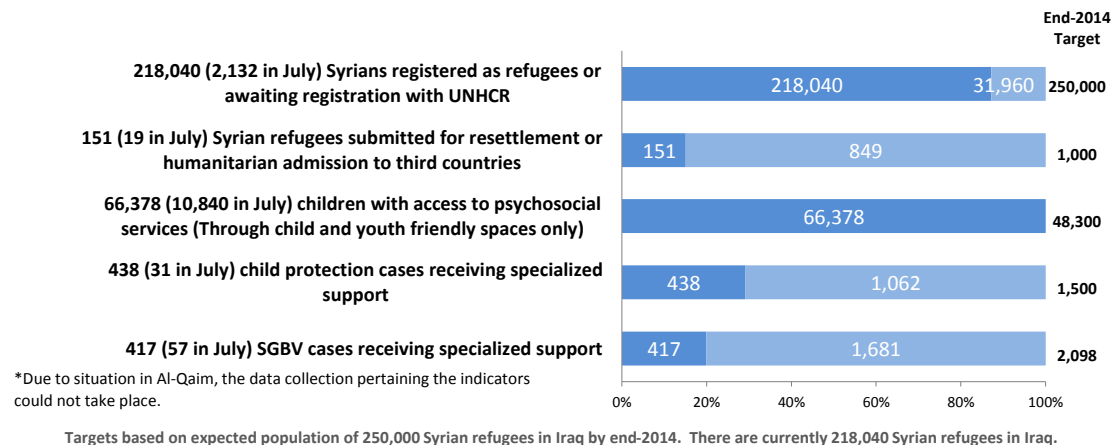 End-2014
Target
218,040 (2,132 in July) Syrians registered as refugees or
awaiting registration with UNHCR
218,040
31,960
250,000
151 (19 in July) Syrian refugees submitted for resettlement or
humanitarian admission to third countries
151
849
1,000
66,378 (10,840 in July) children with access to psychosocial
services (Through child and youth friendly spaces only)
66,378
48,300
438 (31 in July) child protection cases receiving specialized
support
438
1,062
1,500
417 (57 in July) SGBV cases receiving specialized support
417
1,681
2,098
*Due to situation in Al-Qaim, the data collection pertaining the indicators
could not take place.
0% 20% 40% 60% 80% 100%
Targets based on expected population of 250,000 Syrian refugees in Iraq by end-2014. There are currently 218,040 Syrian refugees in Iraq.